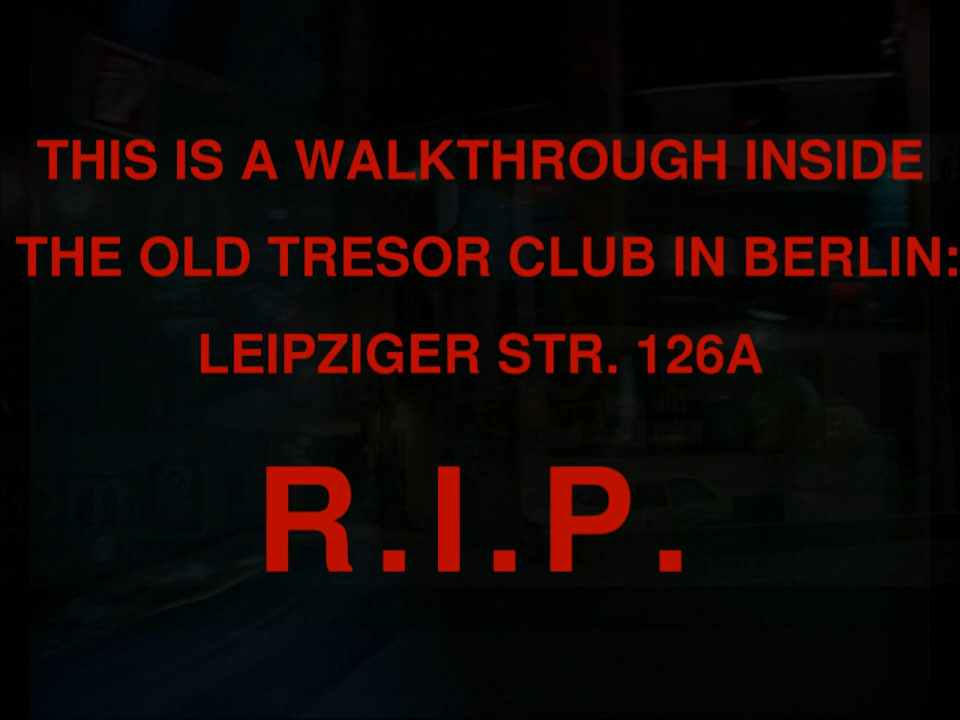 THIS IS A WALKTHROUGH INSIDE
THE OLD TRESOR CLUB IN BERLIN:
LEIPZIGER STR. 126A
R.I.P.